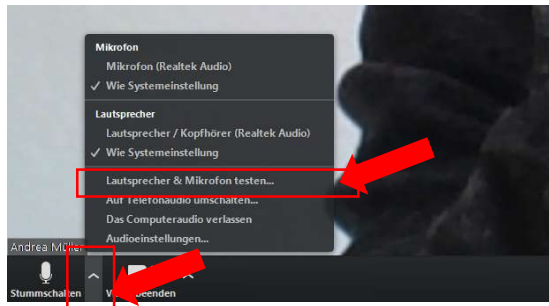 Mikrofon
Mikrofon (Realtek Audio)
✓ Wie Systemeinstellung
Lautsprecher
Lautsprecher / Kopfhörer (Realtek Audio)
✓ Wie Systemeinstellung
Lautsprecher & Mikrofon testen...
Auf Telefonaudio umschalten...
Das Computeraudio verlassen
Audioeinstellungen...
Andrea Müller
Stummschalten beenden